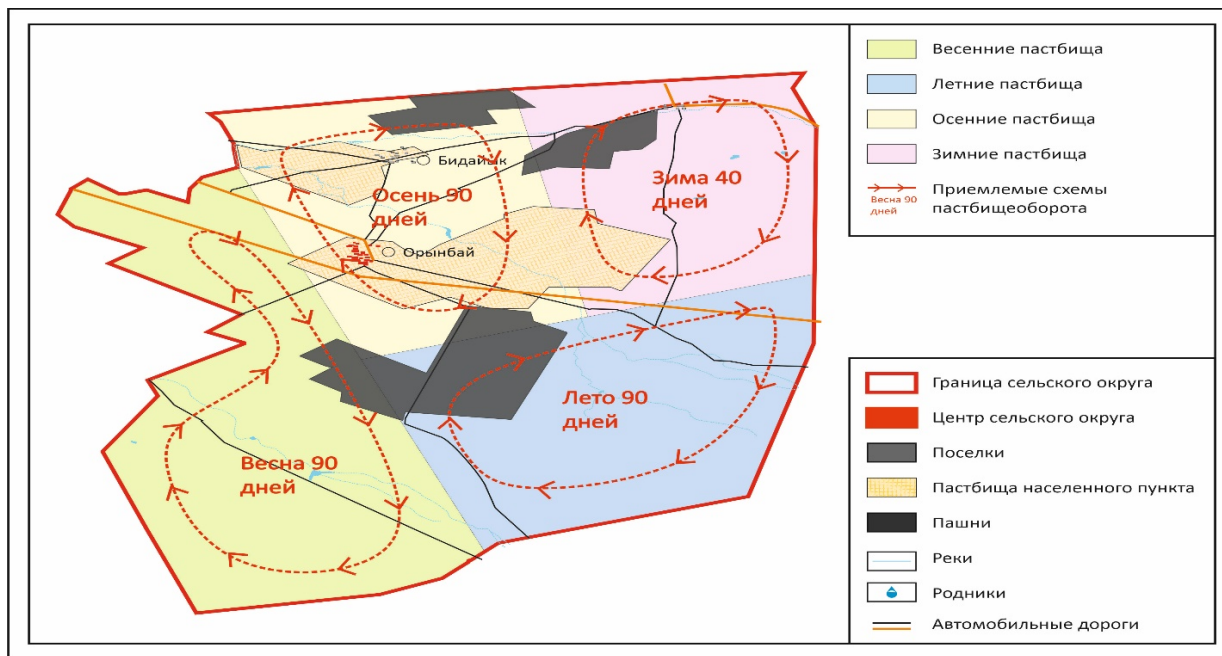 Бидайык
Осень 90
дней
Зима 40
дней
Орынбай
Лето 90
дней
Весна 90
дней
Весенние пастбища
Летние пастбища
Осенние пастбища
Зимние пастбища
Весна 90
дней
Приемлемые схемы
пастбищеоборота
Граница сельского округа
Центр сельского округа
Поселки
Пастбища населенного пункта
Пашни
Реки
Родники
Автомобильные дороги